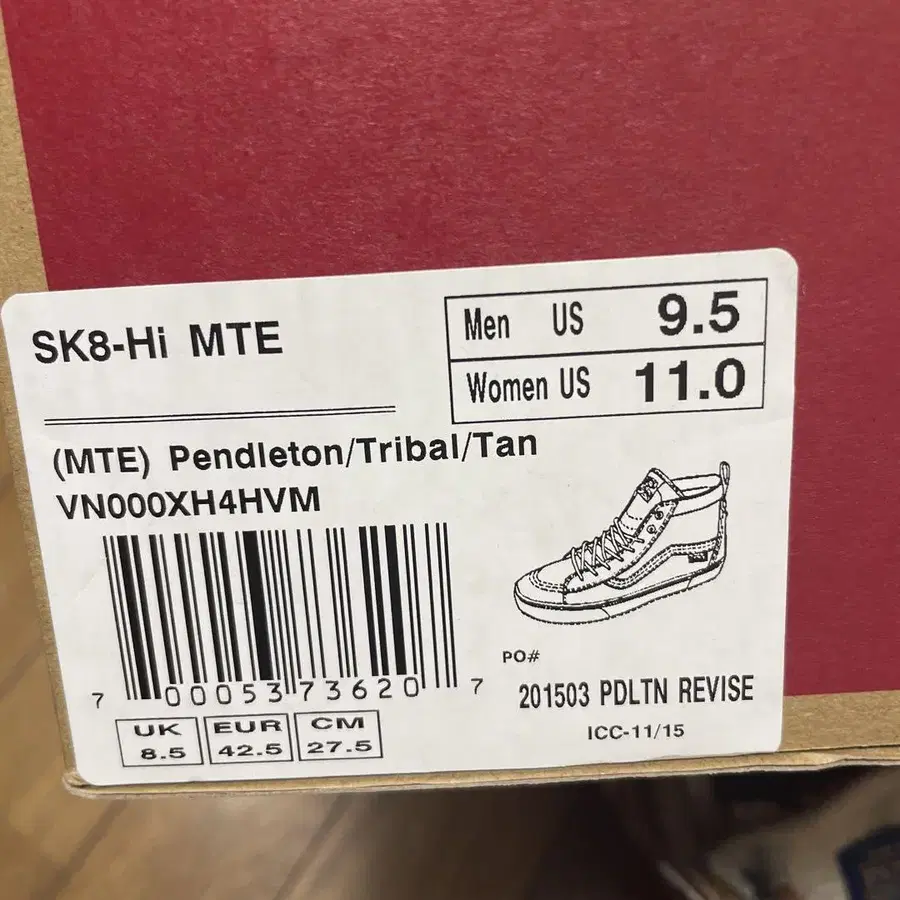 SK8-Hi MTE
Men US 9.5
Women US 11.0
(MTE) Pendleton/Tribal/Tan
VN000XH4HVM
7 00053 73620 7
PO#
201503 PDLTN REVISE
ICC-11/15
UK 8.5
EUR 42.5
CM 27.5